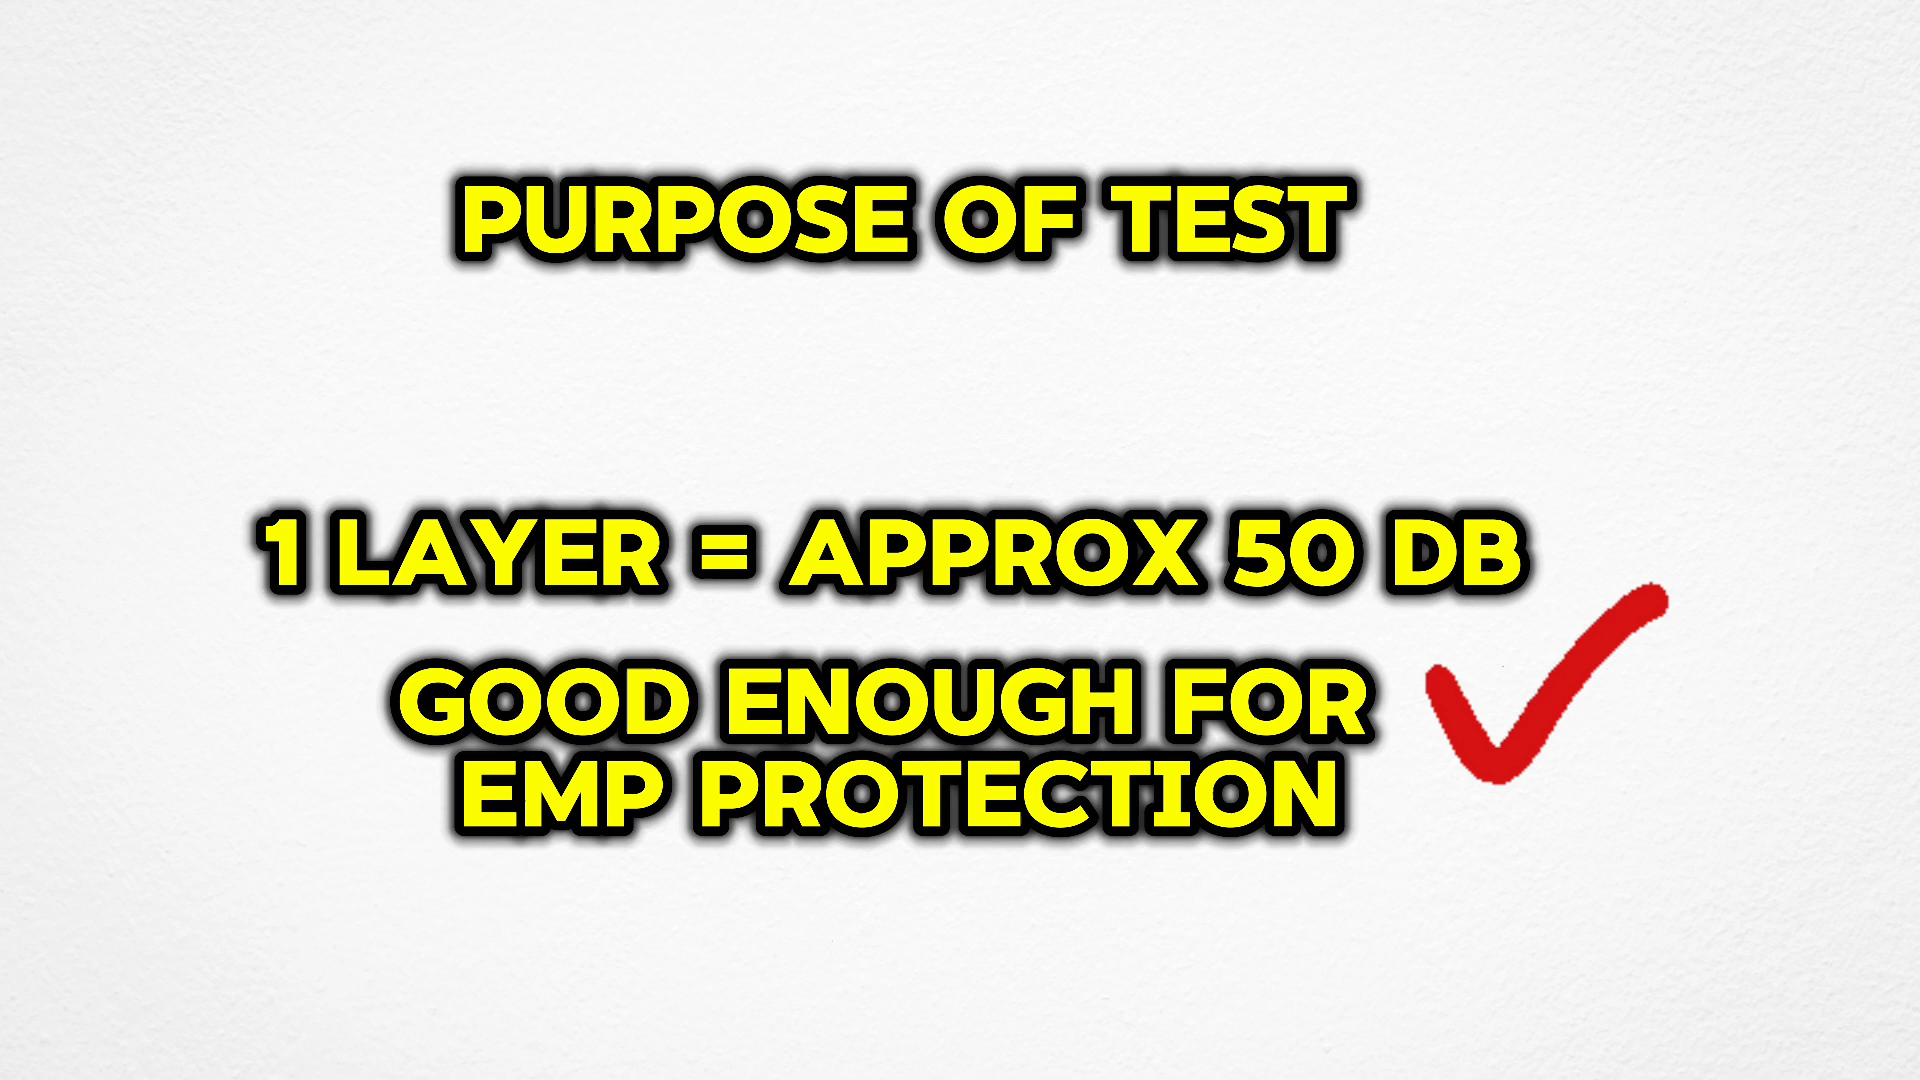 PURPOSE OF TEST
1 LAYER = APPROX 50 DB
GOOD ENOUGH FOR
EMP PROTECTION